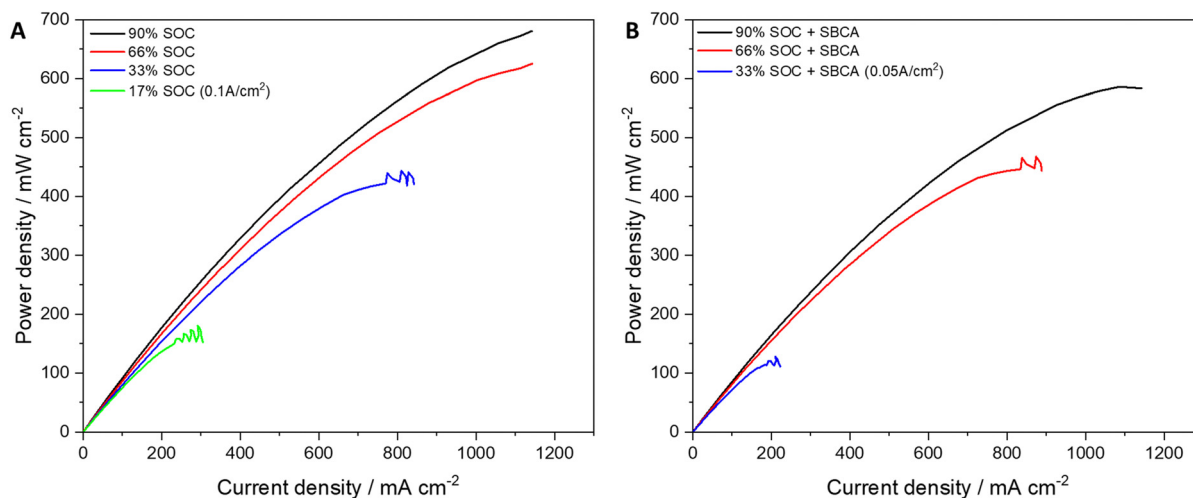 A
90% SOC
66% SOC
33% SOC
17% SOC (0.1A/cm²)
700
600
500
400
300
200
100
0
Power density / mW cm⁻²
0 200 400 600 800 1000 1200
Current density / mA cm⁻²
B
90% SOC + SBCA
66% SOC + SBCA
33% SOC + SBCA (0.05A/cm²)
700
600
500
400
300
200
100
0
Power density / mW cm⁻²
0 200 400 600 800 1000 1200
Current density / mA cm⁻²